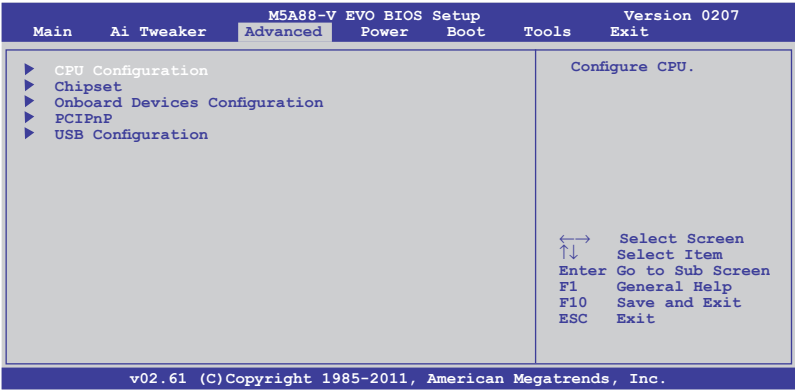 M5A88-V EVO BIOS Setup Version 0207
Main Ai Tweaker Advanced Power Boot Tools Exit
CPU Configuration
Chipset
Onboard Devices Configuration
PCIPnP
USB Configuration
Configure CPU.
←→ Select Screen
↑↓ Select Item
Enter Go to Sub Screen
F1 General Help
F10 Save and Exit
ESC Exit
v02.61 (C)Copyright 1985-2011, American Megatrends, Inc.